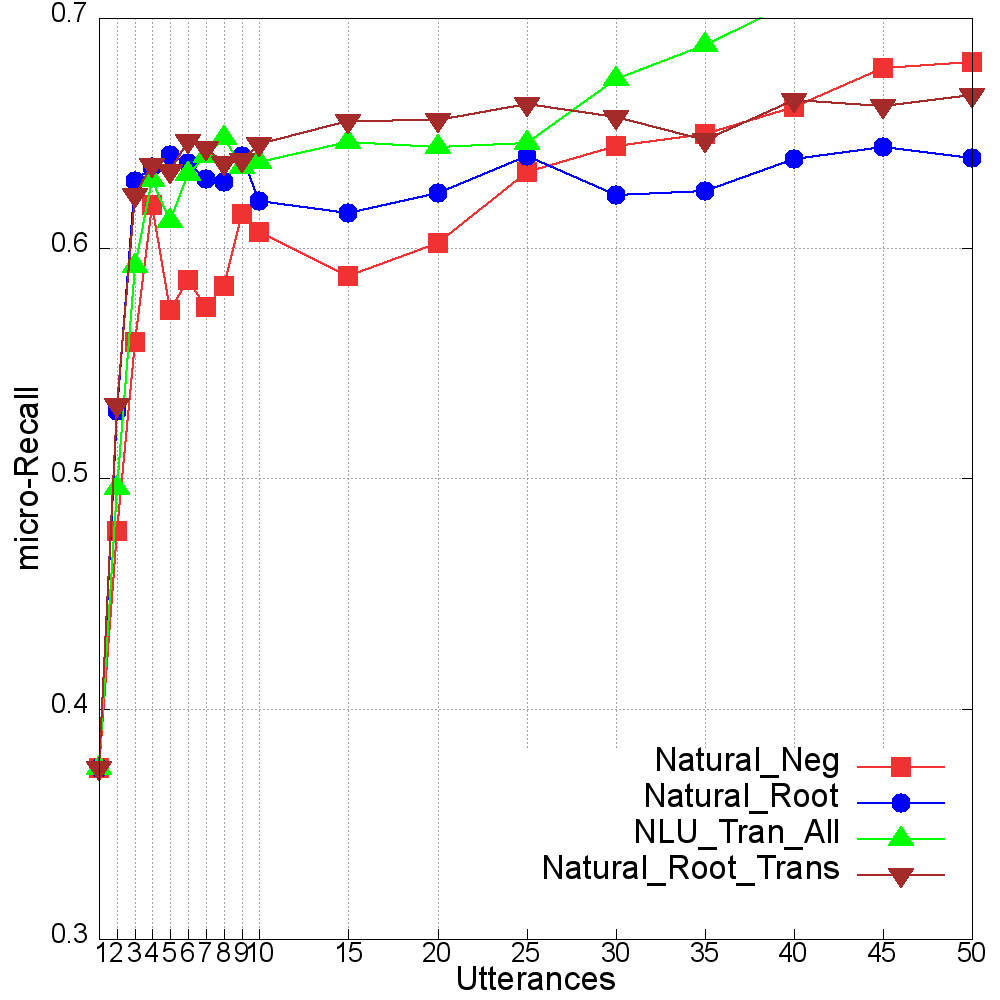 0.7
0.6
0.5
0.4
0.3
micro-Recall
Natural_Neg
Natural_Root
NLU_Tran_All
Natural_Root_Trans
1 2 3 4 5 6 7 8 9 10 15 20 25 30 35 40 45 50
Utterances